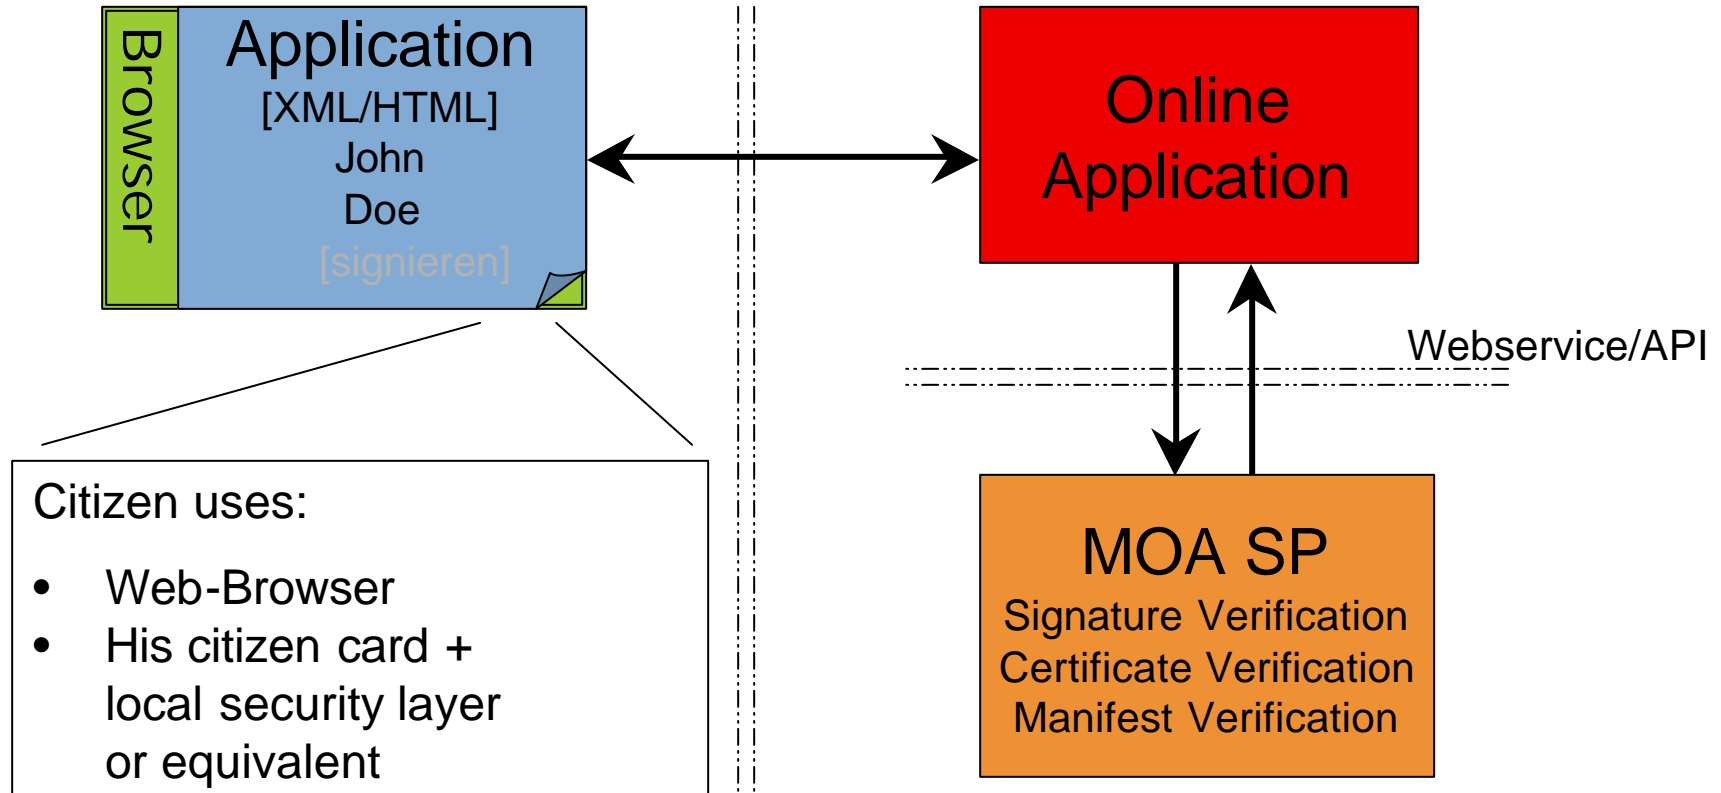 Browser
Application
[XML/HTML]
John
Doe
[signieren]
Online
Application
Webservice/API
Citizen uses:
• Web-Browser
• His citizen card +
local security layer
or equivalent
MOA SP
Signature Verification
Certificate Verification
Manifest Verification